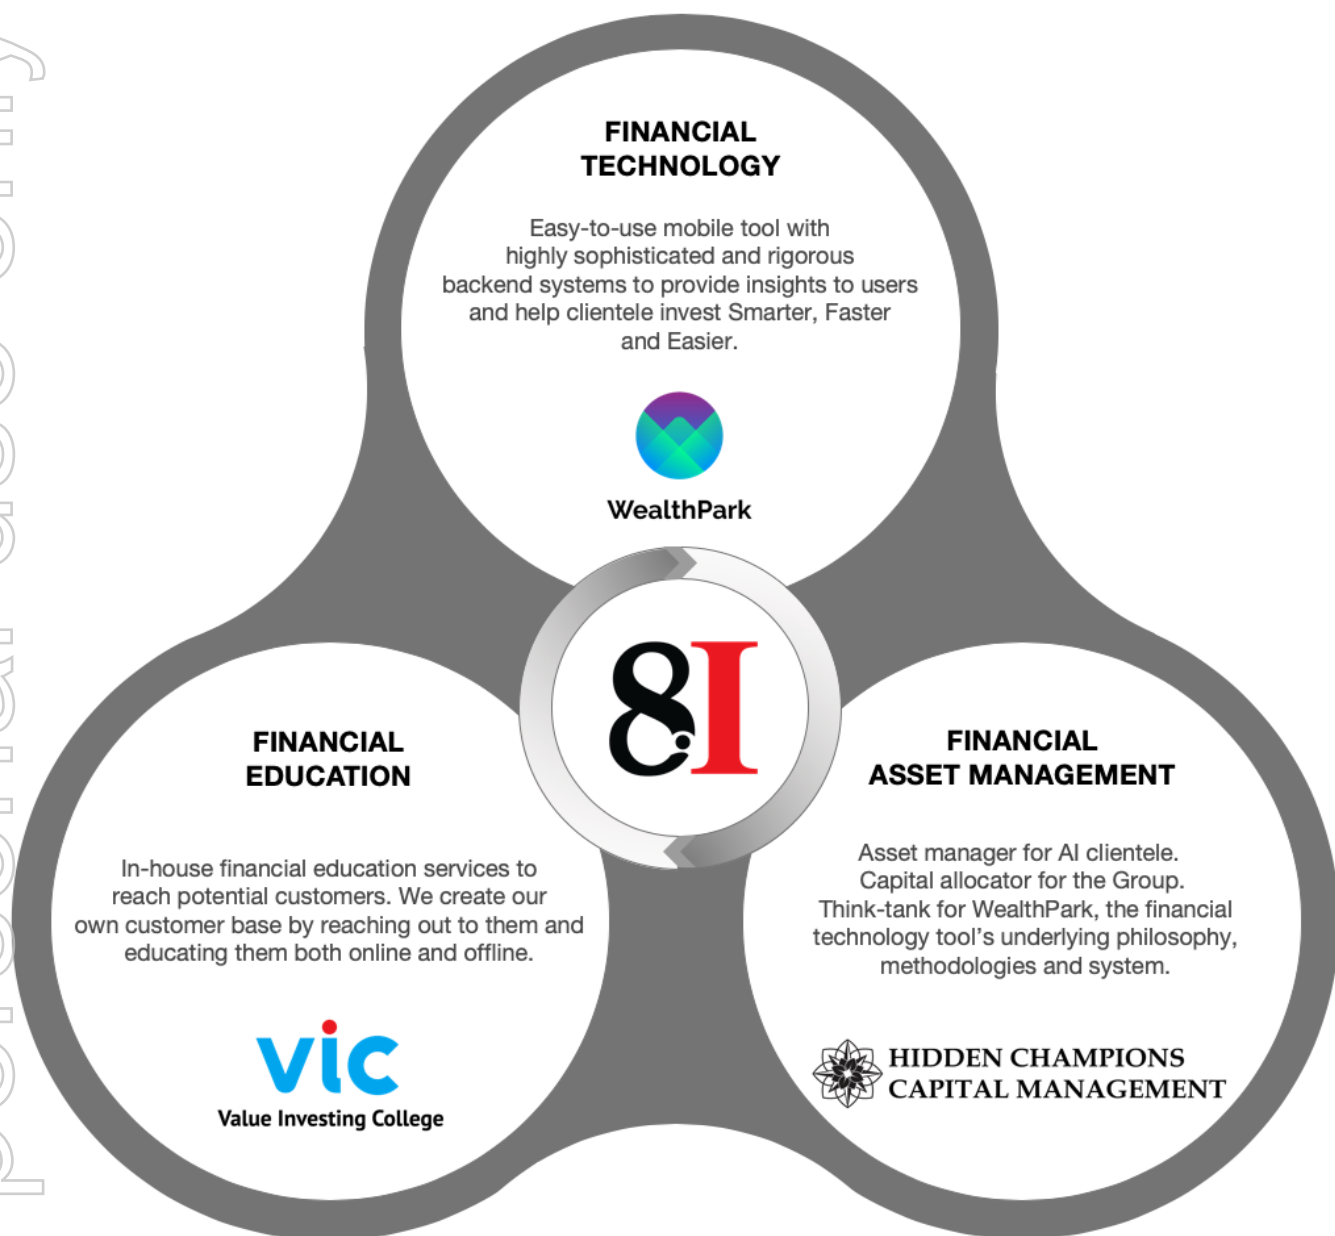 FINANCIAL
TECHNOLOGY
Easy-to-use mobile tool with
highly sophisticated and rigorous
backend systems to provide insights to users
and help clientele invest Smarter, Faster
and Easier.
WealthPark
8I
FINANCIAL
EDUCATION
In-house financial education services to
reach potential customers. We create our
own customer base by reaching out to them and
educating them both online and offline.
vic
Value Investing College
FINANCIAL
ASSET MANAGEMENT
Asset manager for AI clientele.
Capital allocator for the Group.
Think-tank for WealthPark, the financial
technology tool's underlying philosophy,
methodologies and system.
HIDDEN CHAMPIONS
CAPITAL MANAGEMENT